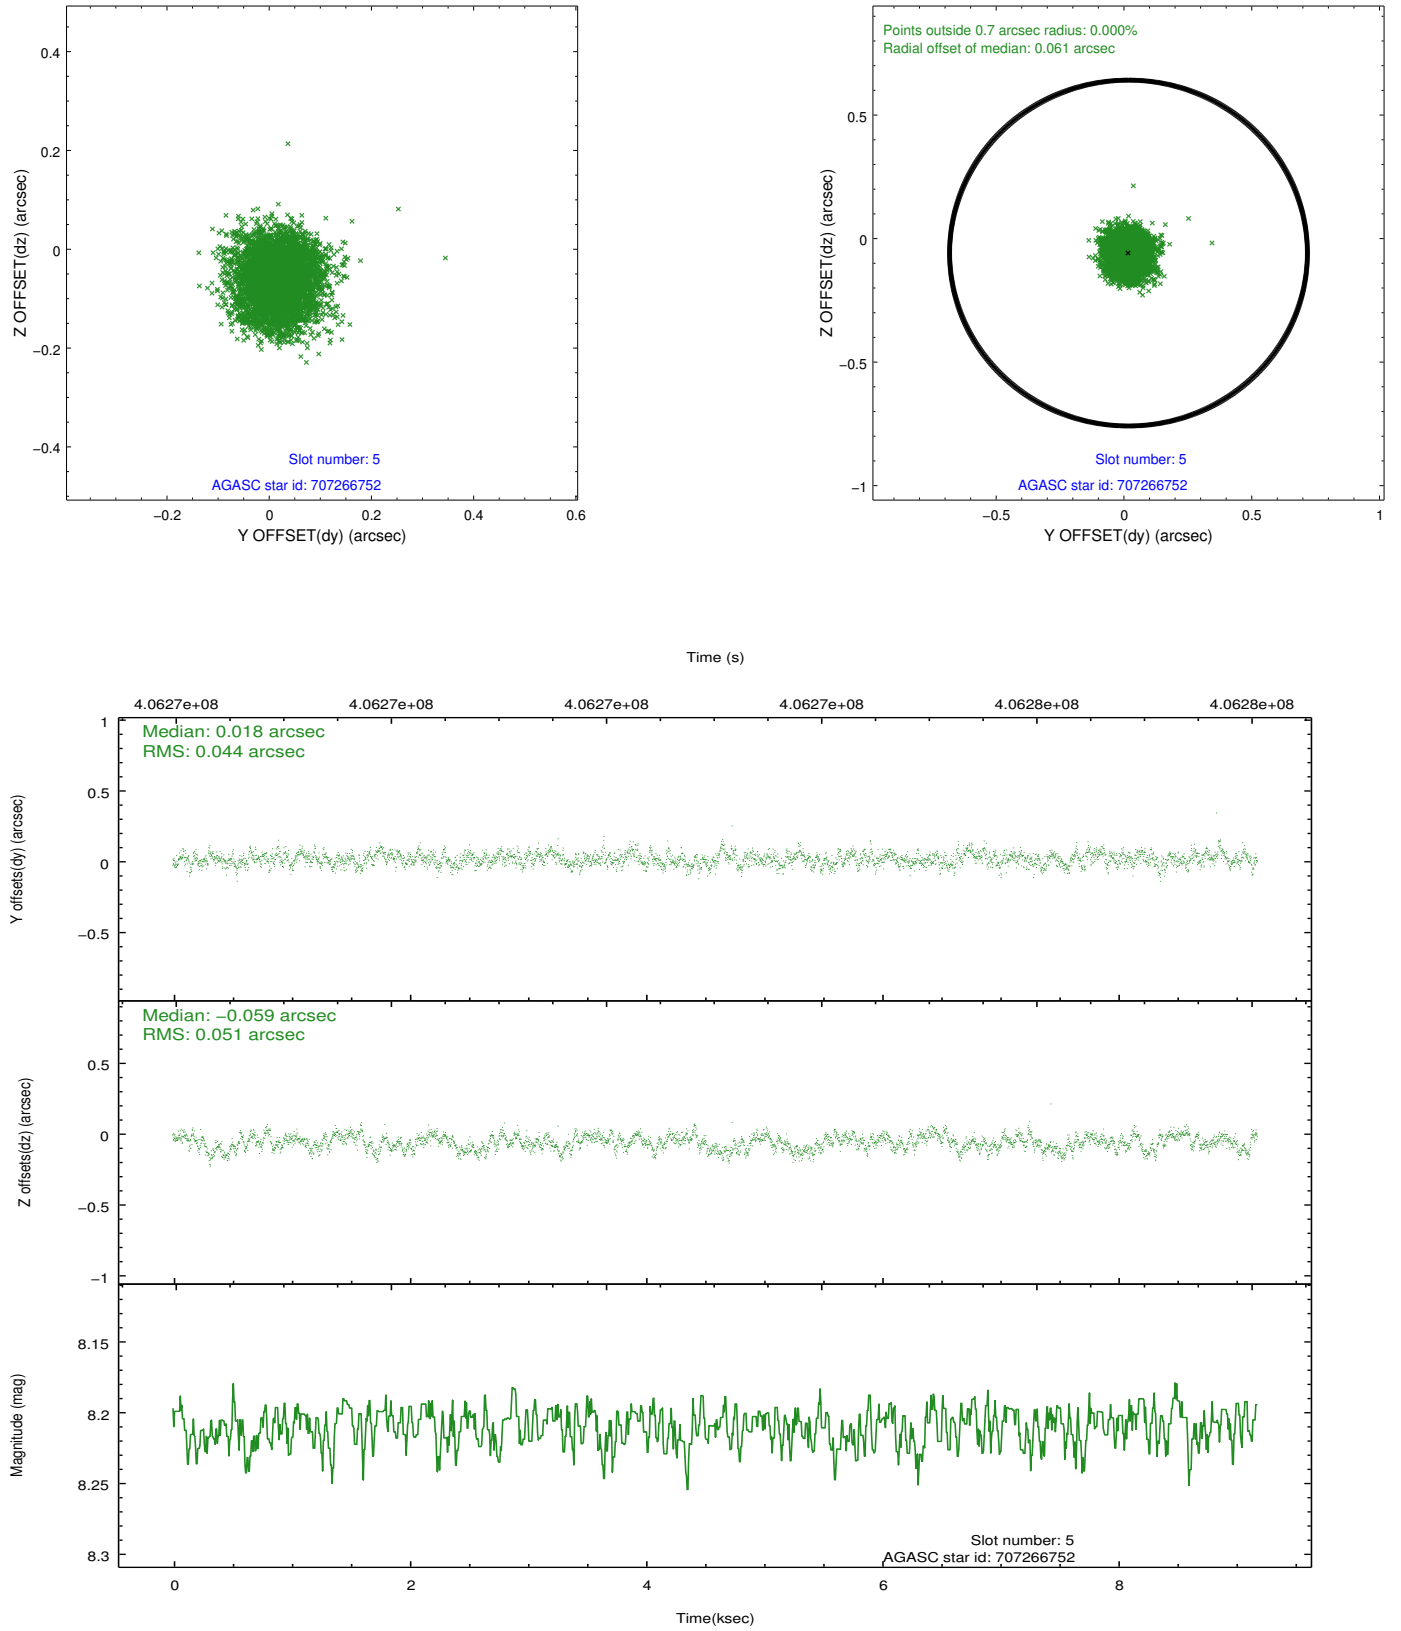 0.4
0.2
0
−0.2
−0.4
Z OFFSET(dz) (arcsec)
Slot number: 5
AGASC star id: 707266752
−0.2 0 0.2 0.4 0.6
Y OFFSET(dy) (arcsec)
Points outside 0.7 arcsec radius: 0.000%
Radial offset of median: 0.061 arcsec
0.5
0
−0.5
−1
Z OFFSET(dz) (arcsec)
Slot number: 5
AGASC star id: 707266752
−0.5 0 0.5 1
Y OFFSET(dy) (arcsec)
Time (s)
4.0627e+08 4.0627e+08 4.0627e+08 4.0627e+08 4.0628e+08 4.0628e+08
Median: 0.018 arcsec
RMS: 0.044 arcsec
1
0.5
0
−0.5
Y offsets(dy) (arcsec)
Median: −0.059 arcsec
RMS: 0.051 arcsec
0.5
0
−0.5
−1
Z offsets(dz) (arcsec)
8.15
8.2
8.25
8.3
Magnitude (mag)
Slot number: 5
AGASC star id: 707266752
0 2 4 6 8
Time(ksec)